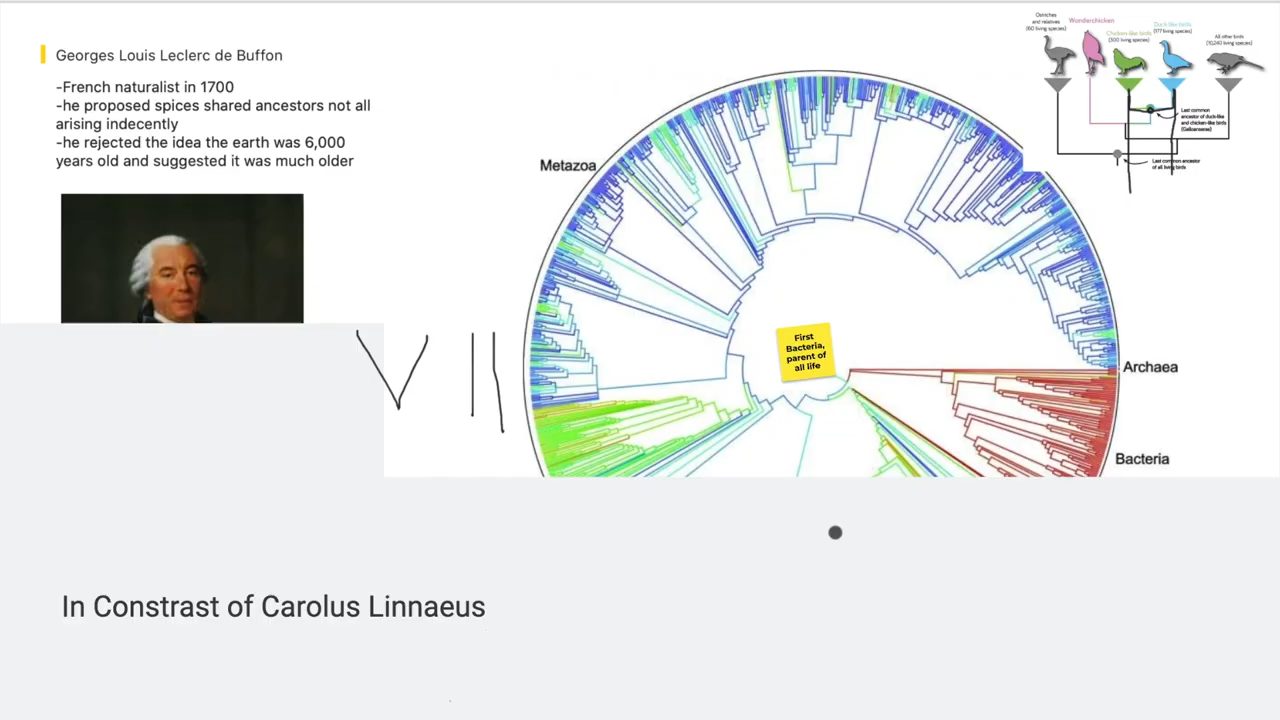 Georges Louis Leclerc de Buffon
-French naturalist in 1700
-he proposed spices shared ancestors not all
arising indecently
-he rejected the idea the earth was 6,000
years old and suggested it was much older
Ostriches
and relatives
(60 living species)
Wonderchicken
Chicken-like birds
(300 living species)
Duck-like birds
(177 living species)
All other birds
(10,240 living species)
Last common
ancestor of duck-like
and chicken-like birds
(Galloanserae)
Last common ancestor
of all living birds
Metazoa
First
Bacteria,
parent of
all life
Archaea
Bacteria
V II
In Constrast of Carolus Linnaeus